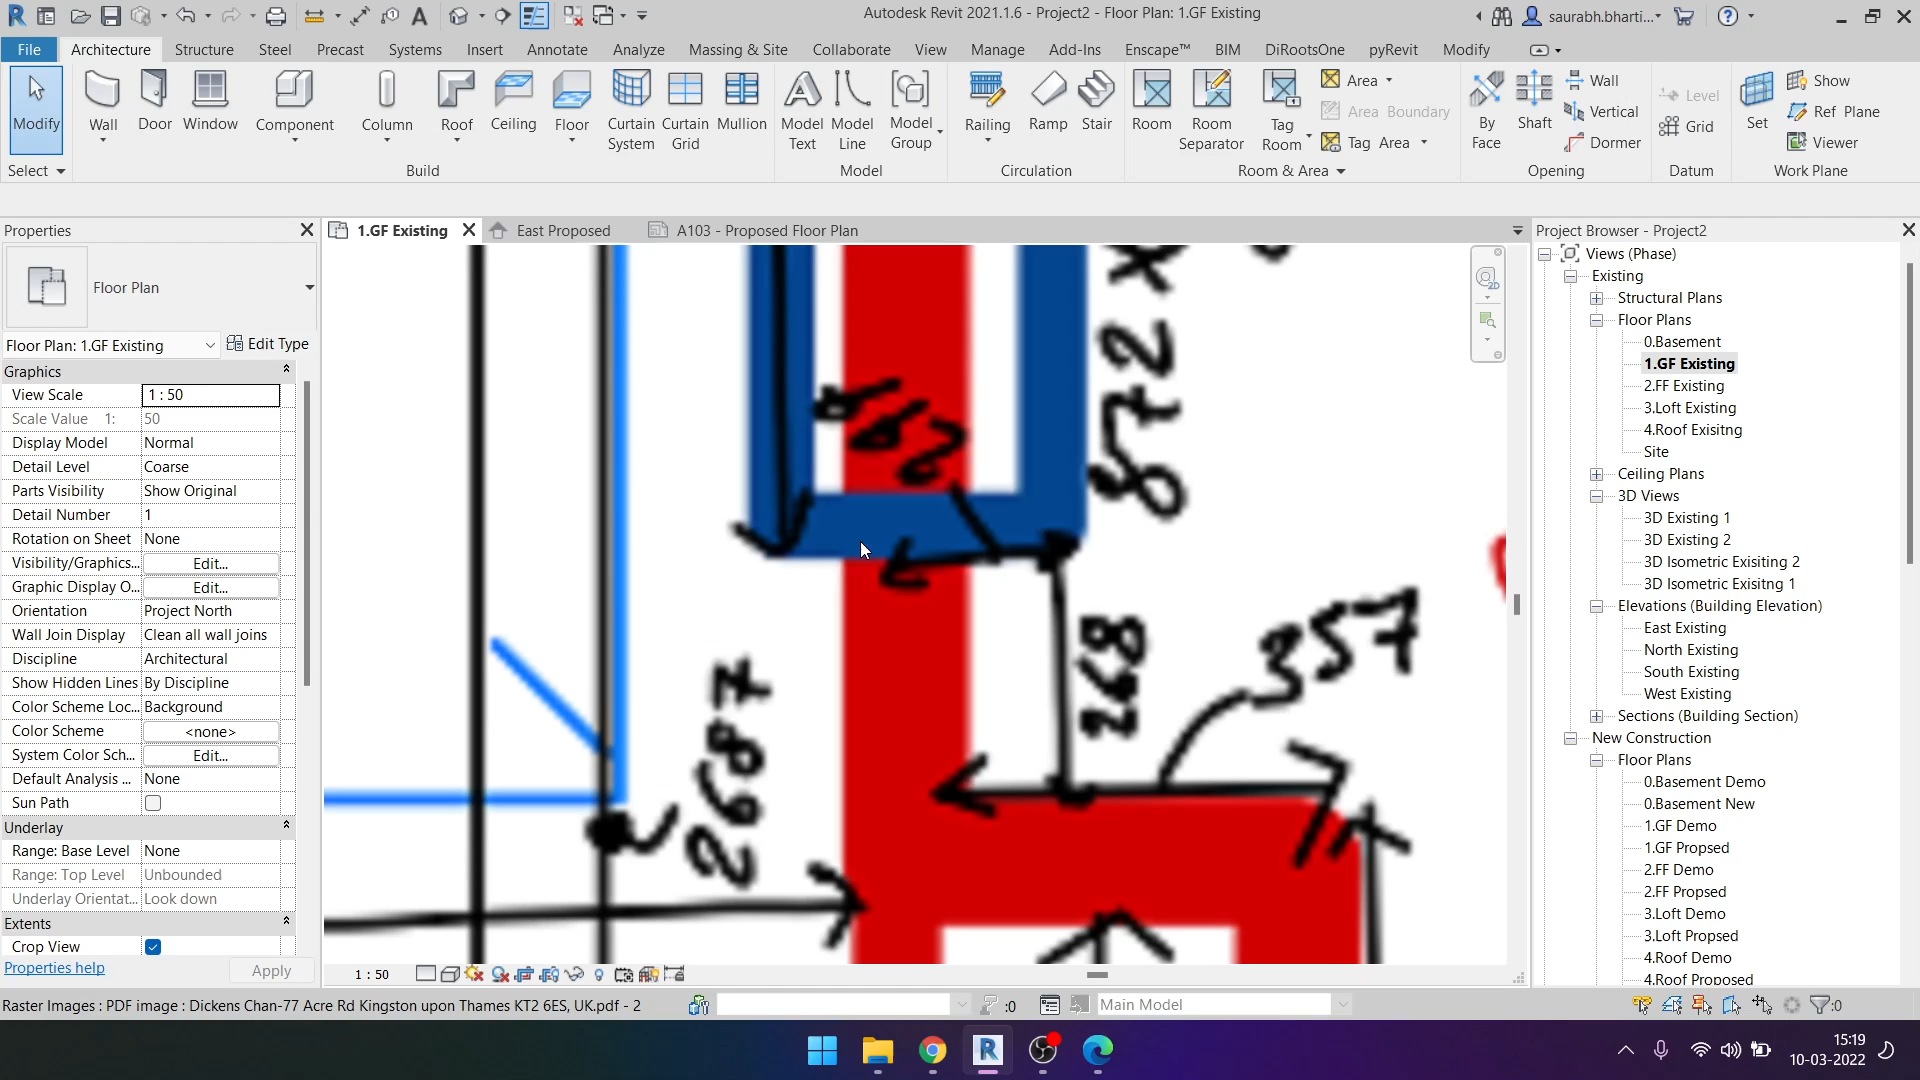 Autodesk Revit 2021.1.6 - Project2 - Floor Plan: 1.GF Existing
saurabh.bharti...
File Architecture Structure Steel Precast Systems Insert Annotate Analyze Massing & Site Collaborate View Manage Add-Ins Enscape™ BIM DiRootsOne pyRevit Modify
Modify
Wall
Door
Window
Component
Column
Roof
Ceiling
Floor
Curtain System
Curtain Grid
Mullion
Model Text
Model Line
Model Group
Railing
Ramp
Stair
Room
Room Separator
Tag Room
Area
Area Boundary
Tag Area
By Face
Shaft
Wall
Vertical
Dormer
Level
Grid
Set
Show
Ref Plane
Viewer
Select
Build
Model
Circulation
Room & Area
Opening
Datum
Work Plane
Properties
Floor Plan
Floor Plan: 1.GF Existing
Edit Type
Graphics
View Scale 1 : 50
Scale Value 1: 50
Display Model Normal
Detail Level Coarse
Parts Visibility Show Original
Detail Number 1
Rotation on Sheet None
Visibility/Graphics... Edit...
Graphic Display O... Edit...
Orientation Project North
Wall Join Display Clean all wall joins
Discipline Architectural
Show Hidden Lines By Discipline
Color Scheme Loc... Background
Color Scheme <none>
System Color Sch... Edit...
Default Analysis ... None
Sun Path
Underlay
Range: Base Level None
Range: Top Level Unbounded
Underlay Orientat... Look down
Extents
Crop View
Properties help
Apply
1.GF Existing
East Proposed
A103 - Proposed Floor Plan
2D
872 x
268
357
2687
1 : 50
Project Browser - Project2
Views (Phase)
Existing
Structural Plans
Floor Plans
0.Basement
1.GF Existing
2.FF Existing
3.Loft Existing
4.Roof Exisitng
Site
Ceiling Plans
3D Views
3D Existing 1
3D Existing 2
3D Isometric Exisiting 2
3D Isometric Exisitng 1
Elevations (Building Elevation)
East Existing
North Existing
South Existing
West Existing
Sections (Building Section)
New Construction
Floor Plans
0.Basement Demo
0.Basement New
1.GF Demo
1.GF Propsed
2.FF Demo
2.FF Propsed
3.Loft Demo
3.Loft Propsed
4.Roof Demo
4.Roof Proposed
Raster Images : PDF image : Dickens Chan-77 Acre Rd Kingston upon Thames KT2 6ES, UK.pdf - 2
:0
Main Model
:0
15:19
10-03-2022